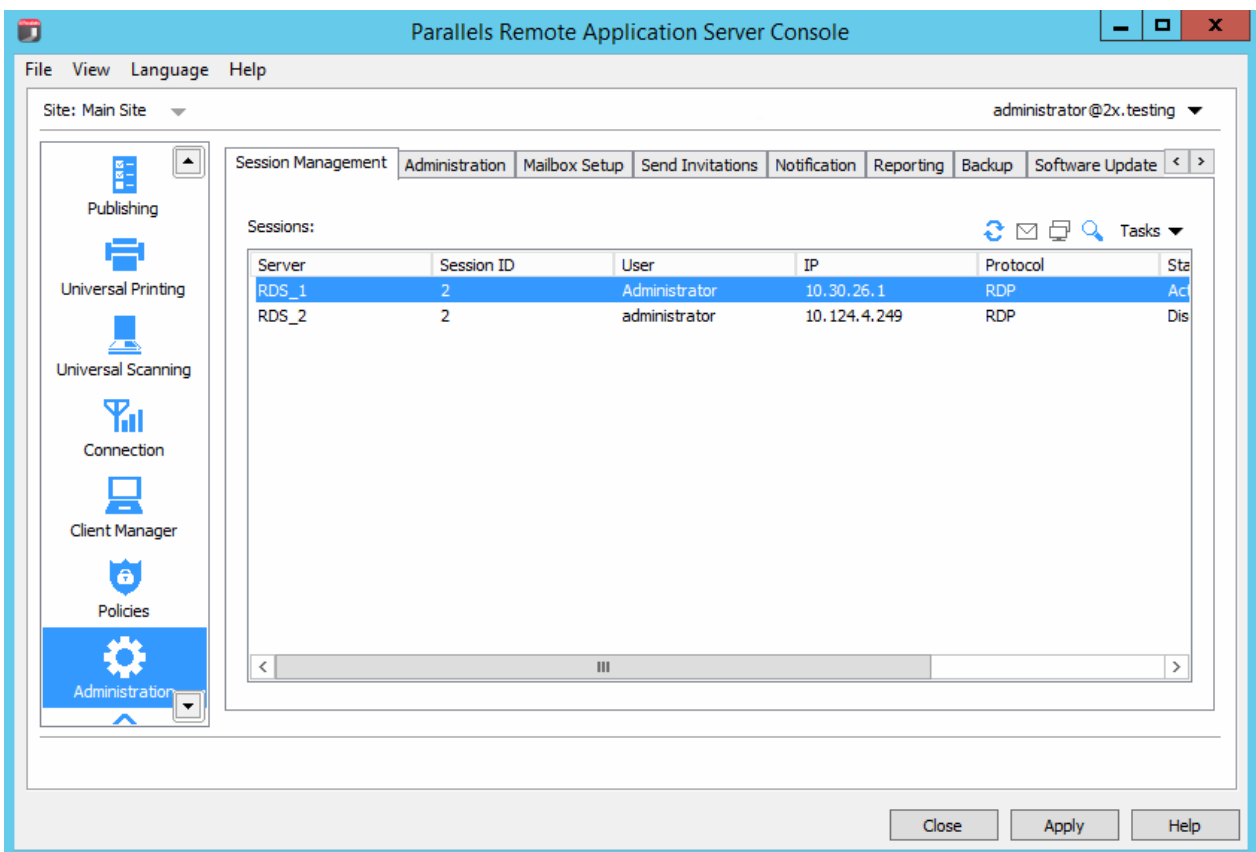 Parallels Remote Application Server Console
File View Language Help
Site: Main Site
administrator@2x.testing
Publishing
Universal Printing
Universal Scanning
Connection
Client Manager
Policies
Administration
Session Management Administration Mailbox Setup Send Invitations Notification Reporting Backup Software Update
Sessions:
Tasks
Server Session ID User IP Protocol Sta
RDS_1 2 Administrator 10.30.26.1 RDP Act
RDS_2 2 administrator 10.124.4.249 RDP Dis
Close Apply Help